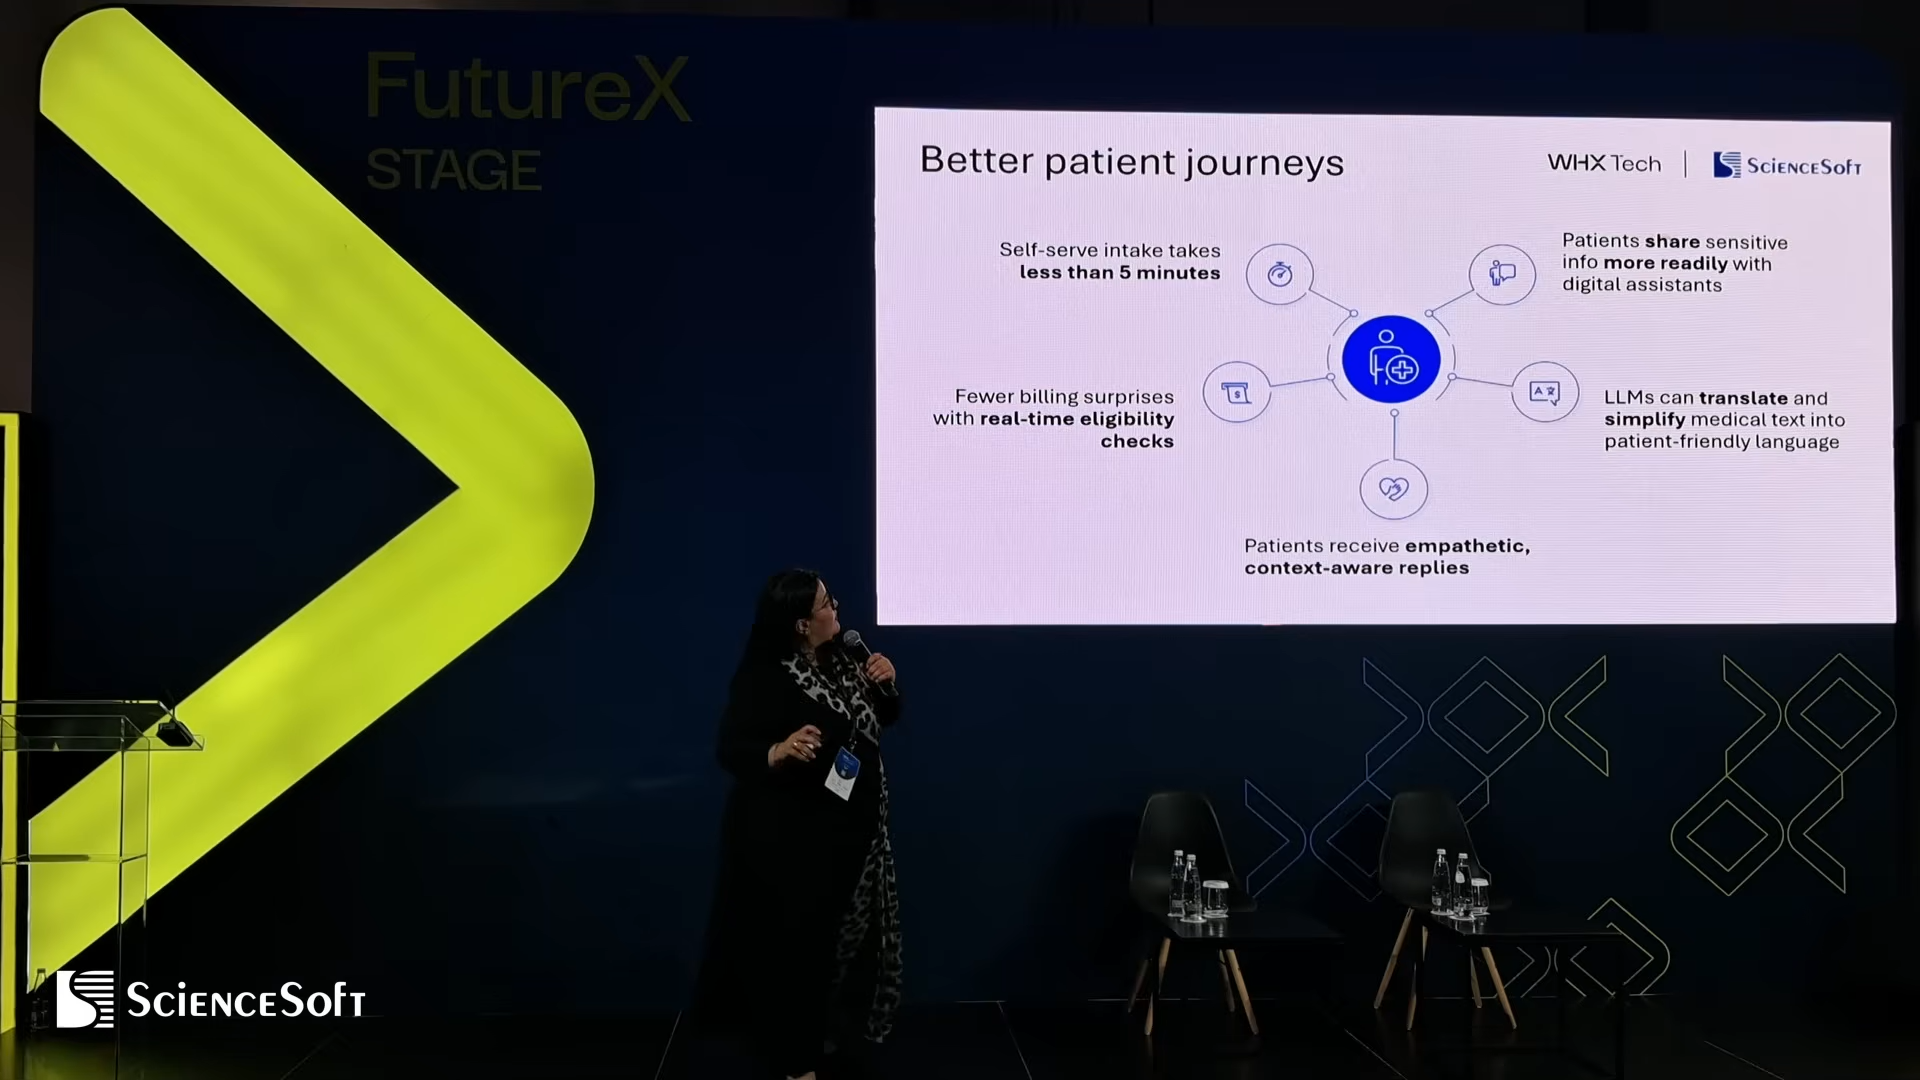 FutureX
STAGE
Better patient journeys
WHX Tech
ScienceSoft
Self-serve intake takes
less than 5 minutes
Patients share sensitive
info more readily with
digital assistants
Fewer billing surprises
with real-time eligibility
checks
$
A
LLMs can translate and
simplify medical text into
patient-friendly language
Patients receive empathetic,
context-aware replies
ScienceSoft